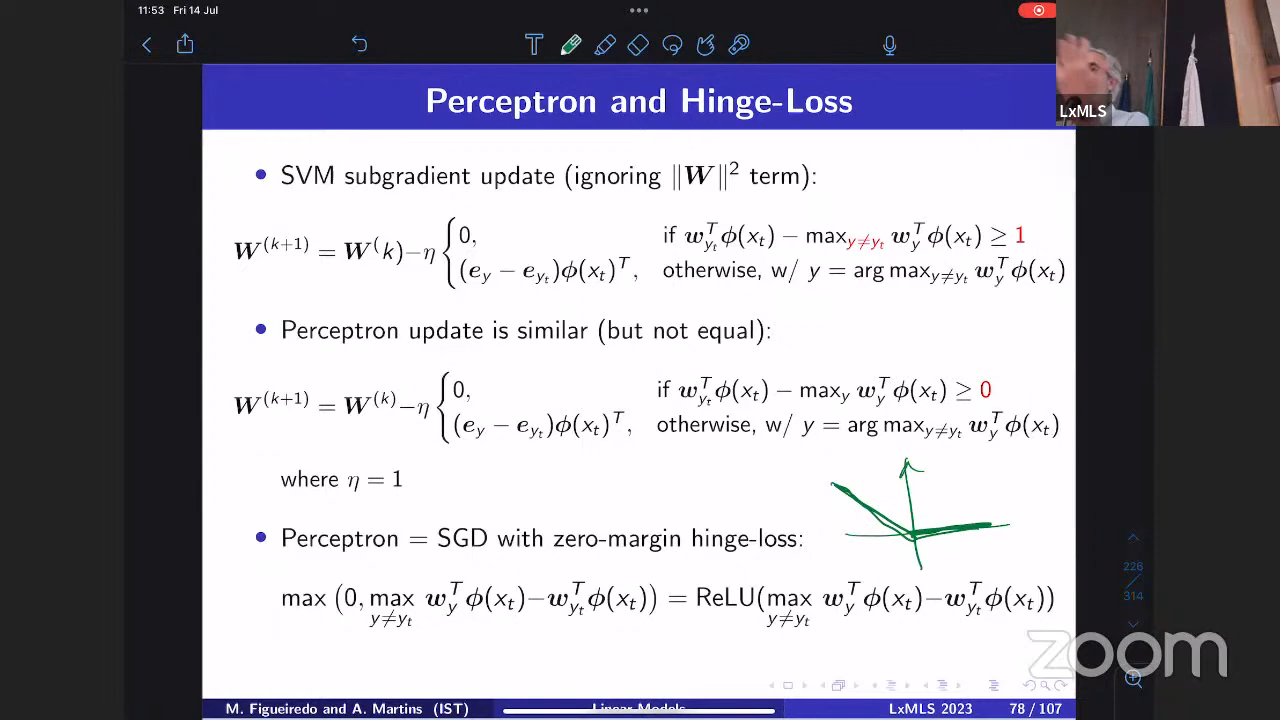 11:53 Fri 14 Jul
T
LxMLS
Perceptron and Hinge-Loss
• SVM subgradient update (ignoring ‖W‖² term):
W^(k+1) = W^(k) − η { 0, if w_{y_t}^T ϕ(x_t) − max_{y≠y_t} w_y^T ϕ(x_t) ≥ 1
(e_y − e_{y_t})ϕ(x_t)^T, otherwise, w/ y = arg max_{y≠y_t} w_y^T ϕ(x_t)
• Perceptron update is similar (but not equal):
W^(k+1) = W^(k) − η { 0, if w_{y_t}^T ϕ(x_t) − max_y w_y^T ϕ(x_t) ≥ 0
(e_y − e_{y_t})ϕ(x_t)^T, otherwise, w/ y = arg max_{y≠y_t} w_y^T ϕ(x_t)
where η = 1
• Perceptron = SGD with zero-margin hinge-loss:
max (0, max_{y≠y_t} w_y^T ϕ(x_t) − w_{y_t}^T ϕ(x_t)) = ReLU(max_{y≠y_t} w_y^T ϕ(x_t) − w_{y_t}^T ϕ(x_t))
226
314
zoom
M. Figueiredo and A. Martins (IST) Linear Models LxMLS 2023 78 / 107